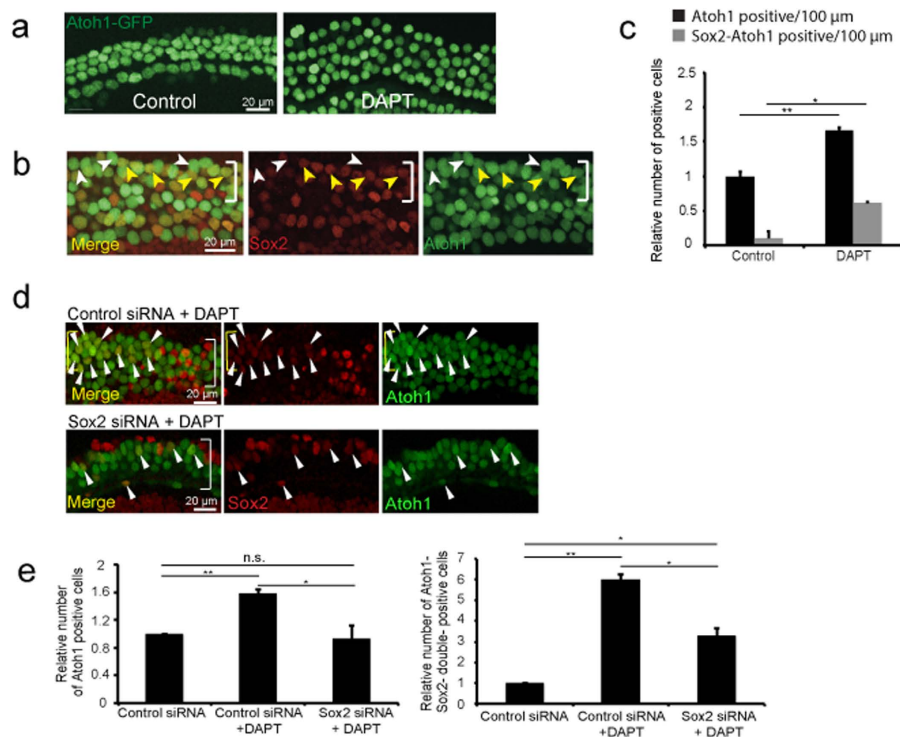 a
Atoh1-GFP
Control
20 µm
DAPT
b
Merge
20 µm
Sox2
Atoh1
c
Atoh1 positive/100 µm
Sox2-Atoh1 positive/100 µm
Relative number of positive cells
2.5
2
1.5
1
0.5
0
*
**
Control
DAPT
d
Control siRNA + DAPT
Merge
20 µm
Atoh1
Sox2 siRNA + DAPT
Merge
20 µm
Sox2
Atoh1
e
Relative number
of Atoh1 positive cells
2
1.6
1.2
0.8
0.4
0
n.s.
**
*
Control siRNA
Control siRNA
+DAPT
Sox2 siRNA
+ DAPT
Relative number of Atoh1-
Sox2- double- positive cells
7
6
5
4
3
2
1
0
*
**
*
Control siRNA
Control siRNA
+DAPT
Sox2 siRNA
+ DAPT